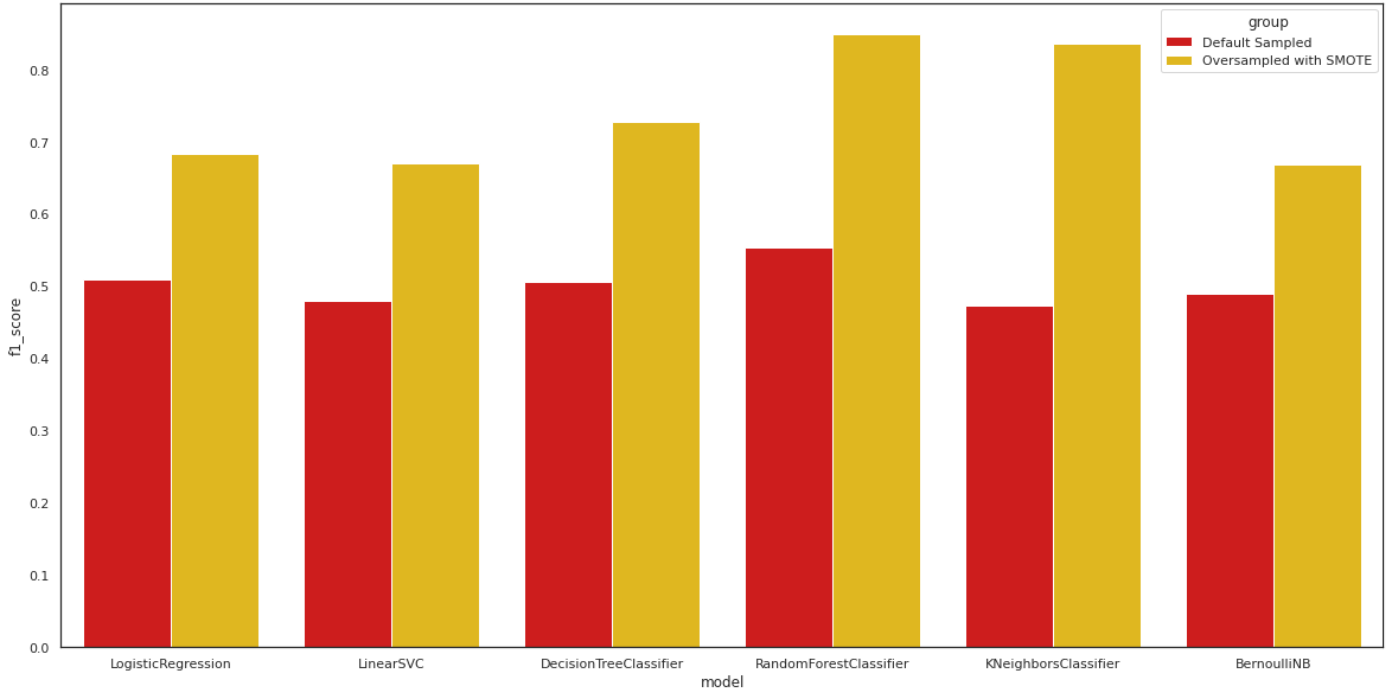 group
Default Sampled
Oversampled with SMOTE
f1_score
0.8
0.7
0.6
0.5
0.4
0.3
0.2
0.1
0.0
LogisticRegression
LinearSVC
DecisionTreeClassifier
RandomForestClassifier
KNeighborsClassifier
BernoulliNB
model